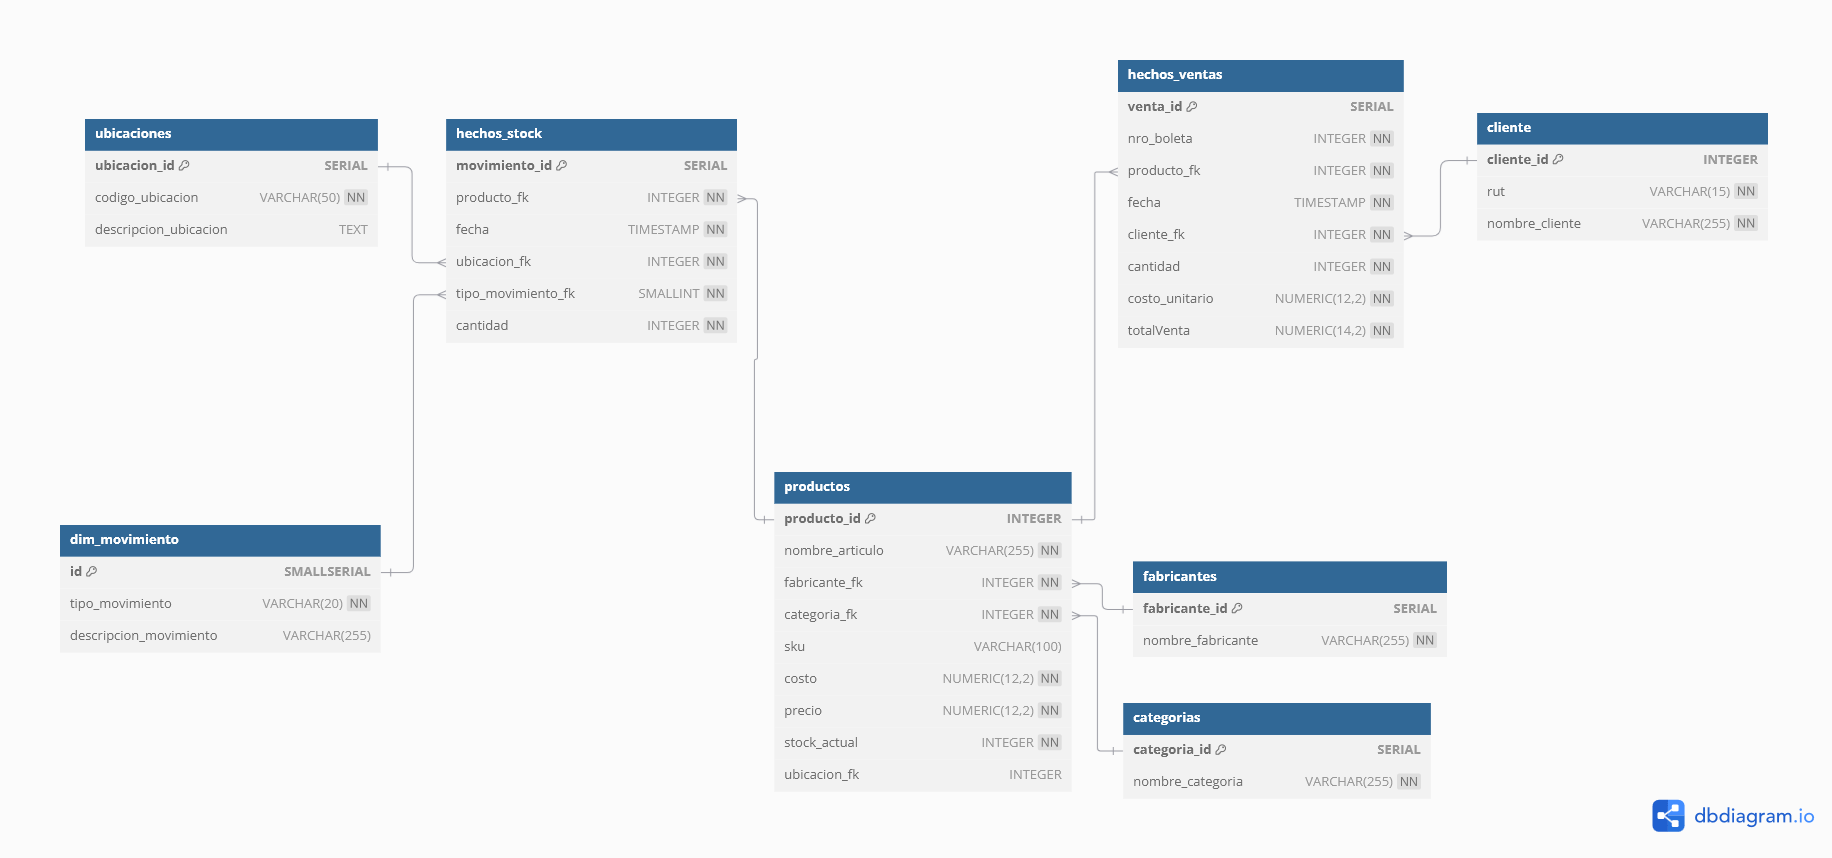 ubicaciones
ubicacion_id SERIAL
codigo_ubicacion VARCHAR(50) NN
descripcion_ubicacion TEXT
hechos_stock
movimiento_id SERIAL
producto_fk INTEGER NN
fecha TIMESTAMP NN
ubicacion_fk INTEGER NN
tipo_movimiento_fk SMALLINT NN
cantidad INTEGER NN
hechos_ventas
venta_id SERIAL
nro_boleta INTEGER NN
producto_fk INTEGER NN
fecha TIMESTAMP NN
cliente_fk INTEGER NN
cantidad INTEGER NN
costo_unitario NUMERIC(12,2) NN
totalVenta NUMERIC(14,2) NN
cliente
cliente_id INTEGER
rut VARCHAR(15) NN
nombre_cliente VARCHAR(255) NN
dim_movimiento
id SMALLSERIAL
tipo_movimiento VARCHAR(20) NN
descripcion_movimiento VARCHAR(255)
productos
producto_id INTEGER
nombre_articulo VARCHAR(255) NN
fabricante_fk INTEGER NN
categoria_fk INTEGER NN
sku VARCHAR(100)
costo NUMERIC(12,2) NN
precio NUMERIC(12,2) NN
stock_actual INTEGER NN
ubicacion_fk INTEGER
fabricantes
fabricante_id SERIAL
nombre_fabricante VARCHAR(255) NN
categorias
categoria_id SERIAL
nombre_categoria VARCHAR(255) NN
dbdiagram.io